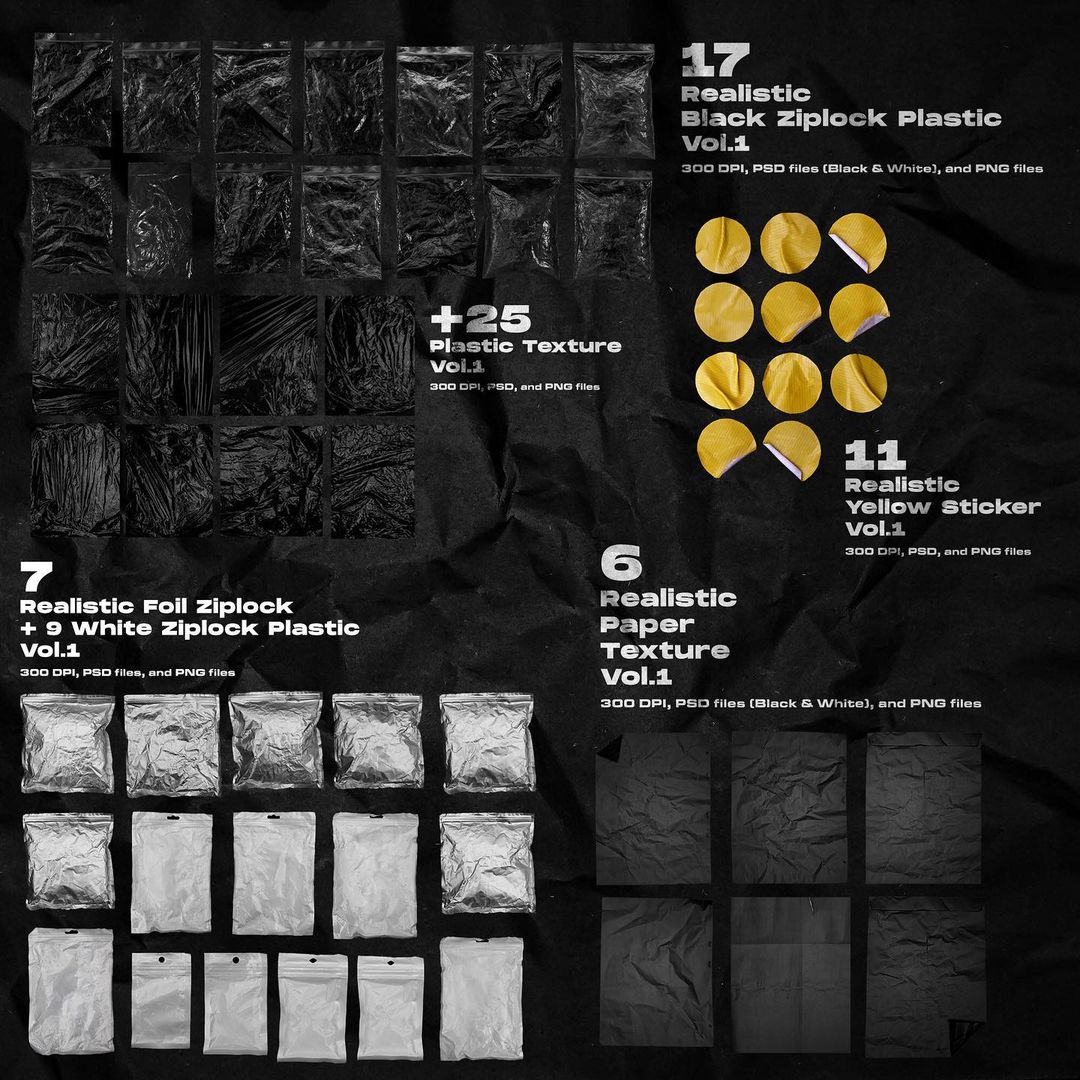 17
Realistic
Black Ziplock Plastic
Vol.1
300 DPI, PSD files (Black & White), and PNG files
+25
Plastic Texture
Vol.1
300 DPI, PSD, and PNG files
11
Realistic
Yellow Sticker
Vol.1
300 DPI, PSD, and PNG files
7
Realistic Foil Ziplock
+ 9 White Ziplock Plastic
Vol.1
300 DPI, PSD files, and PNG files
6
Realistic
Paper
Texture
Vol.1
300 DPI, PSD files (Black & White), and PNG files